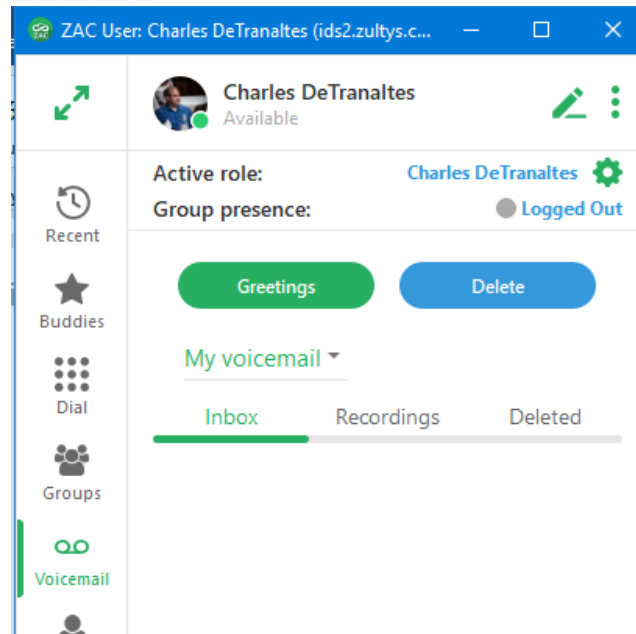 ZAC User: Charles DeTranaltes (ids2.zultys.c...
Charles DeTranaltes
Available
Active role: Charles DeTranaltes
Group presence: Logged Out
Recent
Buddies
Dial
Groups
Voicemail
Greetings Delete
My voicemail
Inbox Recordings Deleted